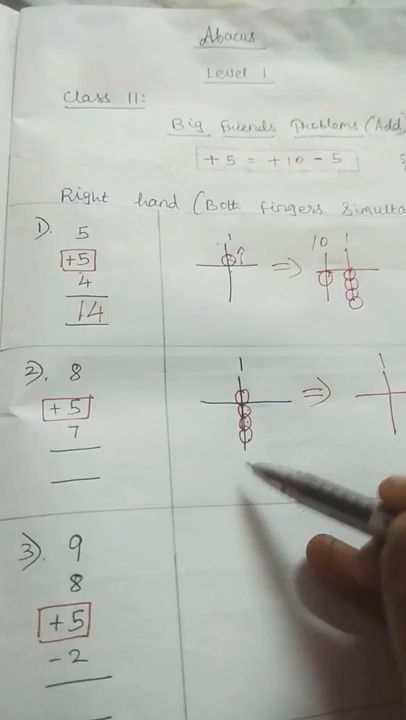 Abacus
Level 1
Class 11:
Big Friends Problems (Add)
+5 = +10 - 5
Right hand (Both fingers Simulta
1). 5
+5
4
14
1
10 1
2). 8
+5
7
1
1
3). 9
8
+5
-2